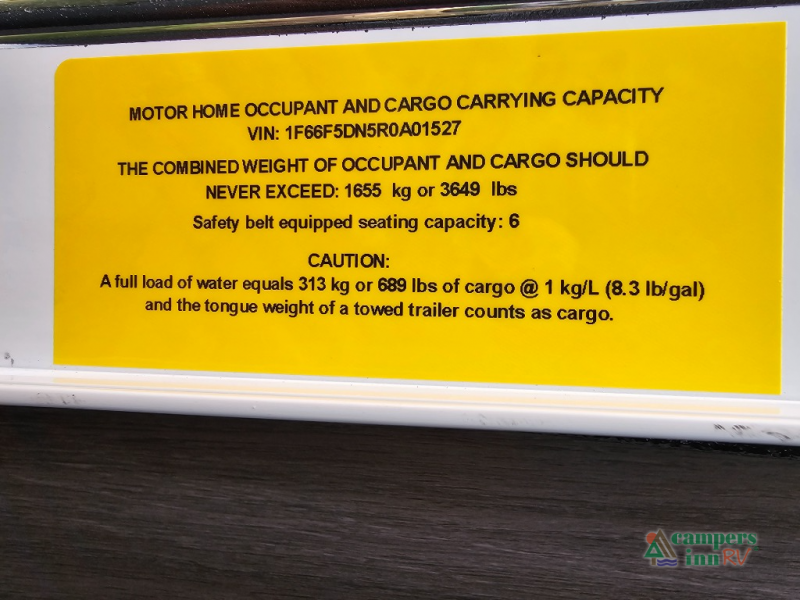 MOTOR HOME OCCUPANT AND CARGO CARRYING CAPACITY
VIN: 1F66F5DN5R0A01527
THE COMBINED WEIGHT OF OCCUPANT AND CARGO SHOULD
NEVER EXCEED: 1655 kg or 3649 lbs
Safety belt equipped seating capacity: 6
CAUTION:
A full load of water equals 313 kg or 689 lbs of cargo @ 1 kg/L (8.3 lb/gal)
and the tongue weight of a towed trailer counts as cargo.
campers
inn RV